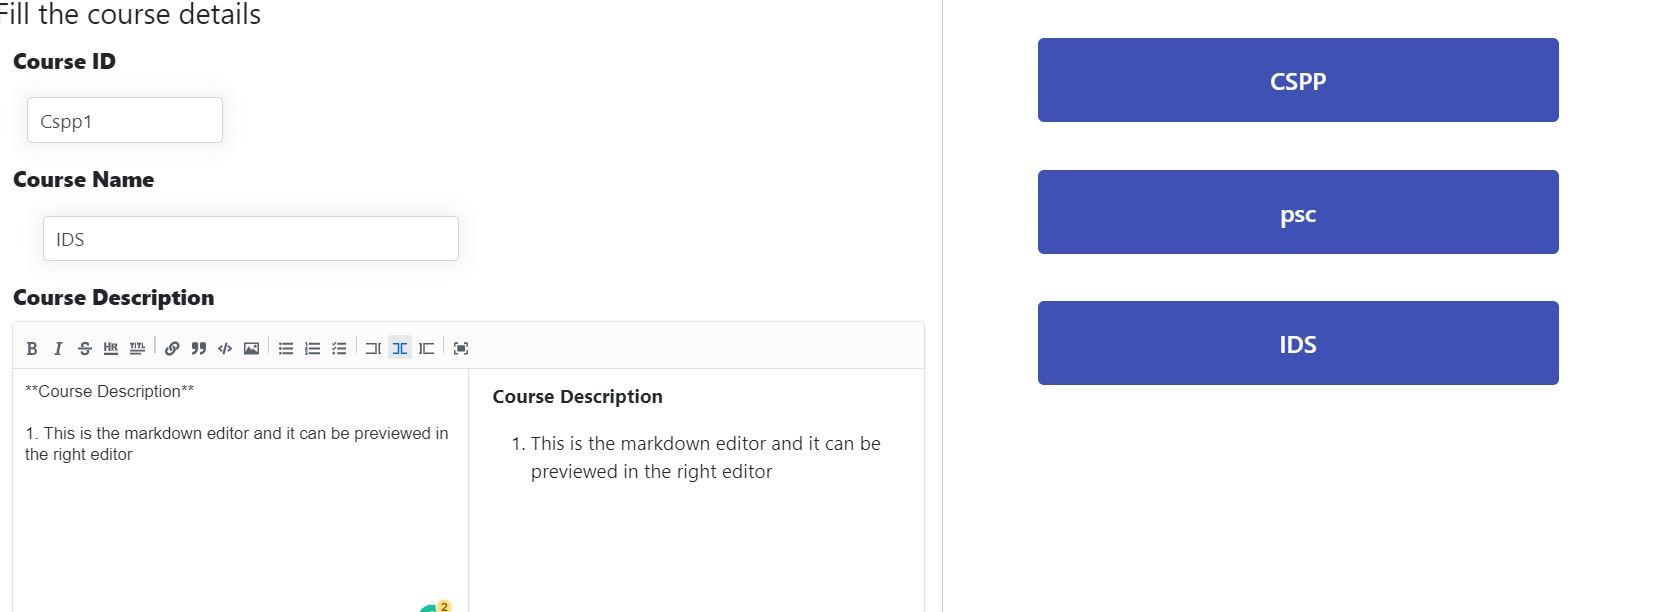 Fill the course details
Course ID
Cspp1
Course Name
IDS
Course Description
B I S HR TITL
**Course Description**
1. This is the markdown editor and it can be previewed in
the right editor
2
Course Description
1. This is the markdown editor and it can be
previewed in the right editor
CSPP
psc
IDS